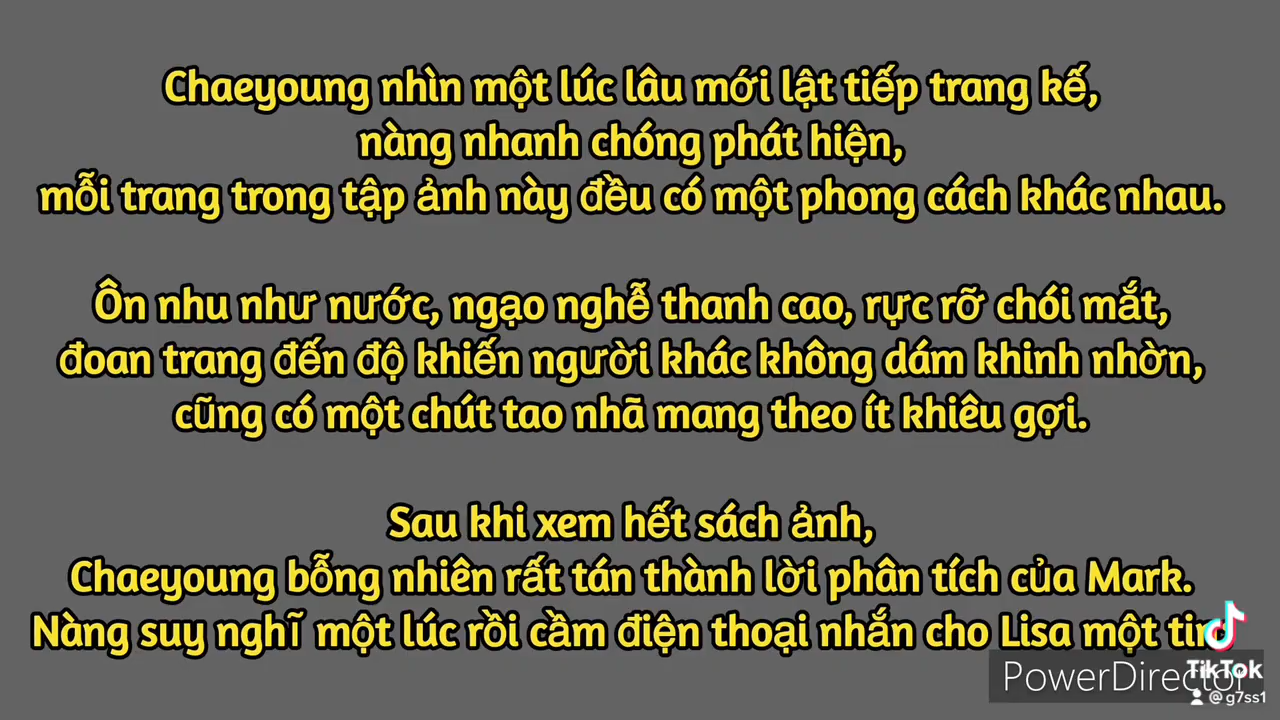 Chaeyoung nhìn một lúc lâu mới lật tiếp trang kế,
nàng nhanh chóng phát hiện,
mỗi trang trong tập ảnh này đều có một phong cách khác nhau.
Ôn nhu như nước, ngạo nghễ thanh cao, rực rỡ chói mắt,
đoan trang đến độ khiến người khác không dám khinh nhờn,
cũng có một chút tao nhã mang theo ít khiêu gợi.
Sau khi xem hết sách ảnh,
Chaeyoung bỗng nhiên rất tán thành lời phân tích của Mark.
Nàng suy nghĩ một lúc rồi cầm điện thoại nhắn cho Lisa một tin
PowerDirector
TikTok
@g7ss1